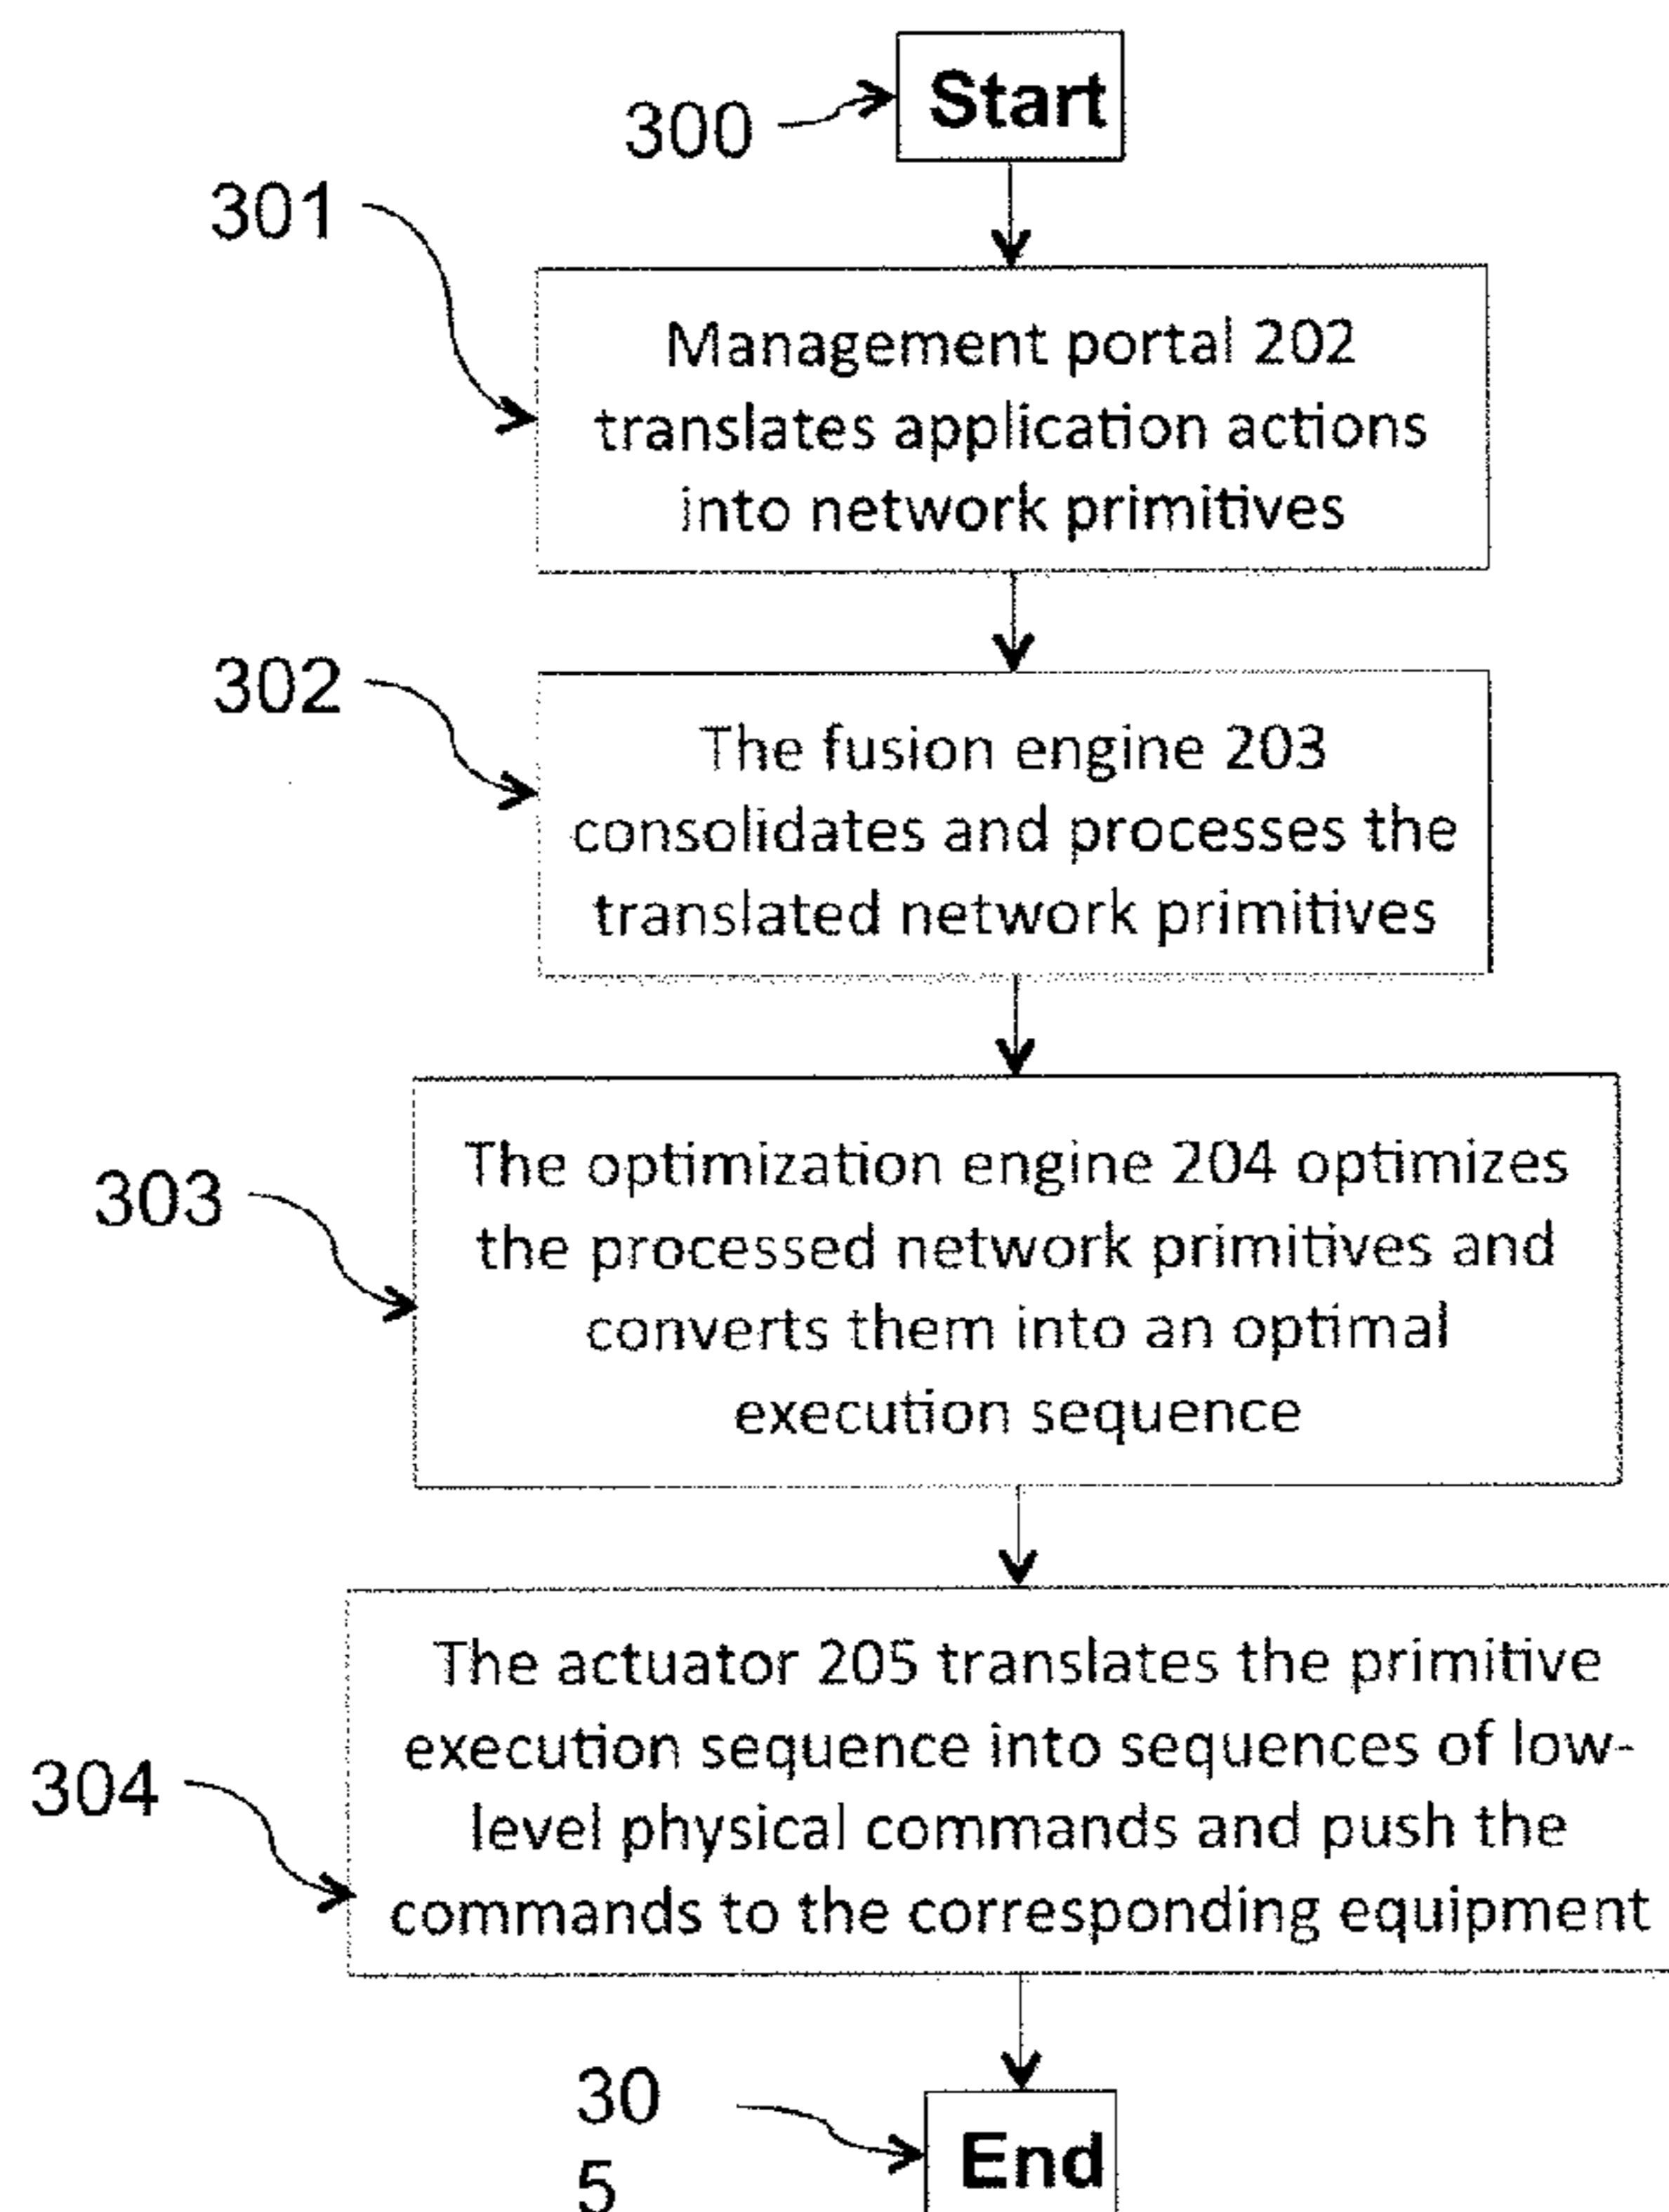 300
Start
301
Management portal 202
translates application actions
into network primitives
302
The fusion engine 203
consolidates and processes the
translated network primitives
303
The optimization engine 204 optimizes
the processed network primitives and
converts them into an optimal
execution sequence
304
The actuator 205 translates the primitive
execution sequence into sequences of low-
level physical commands and push the
commands to the corresponding equipment
30
5
End